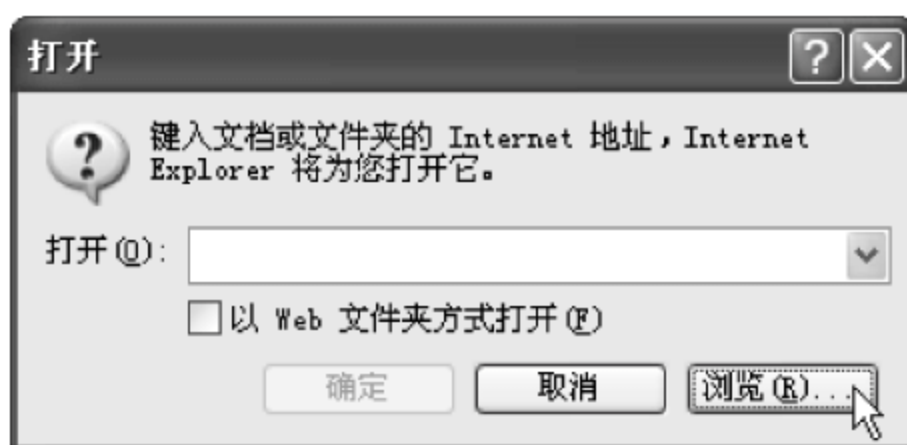 打开
键入文档或文件夹的 Internet 地址，Internet
Explorer 将为您打开它。
打开(O):
以 Web 文件夹方式打开(F)
确定 取消 浏览(R)...